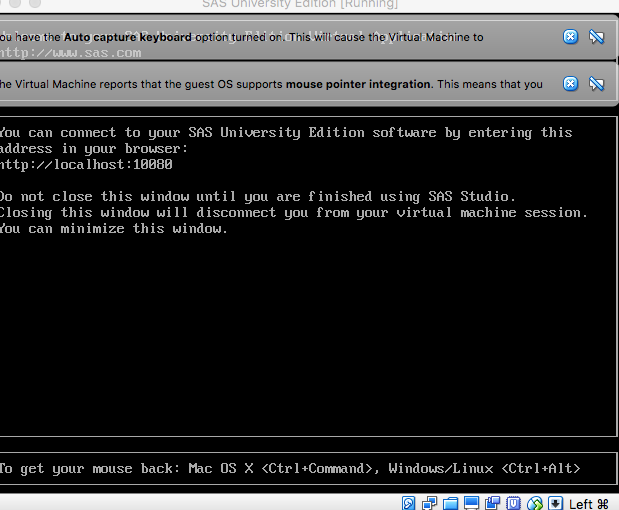 SAS University Edition [Running]
ou have the Auto capture keyboard option turned on. This will cause the Virtual Machine to
http://www.sas.com
he Virtual Machine reports that the guest OS supports mouse pointer integration. This means that you
You can connect to your SAS University Edition software by entering this
address in your browser:
http://localhost:10080
Do not close this window until you are finished using SAS Studio.
Closing this window will disconnect you from your virtual machine session.
You can minimize this window.
To get your mouse back: Mac OS X <Ctrl+Command>, Windows/Linux <Ctrl+Alt>
Left ⌘